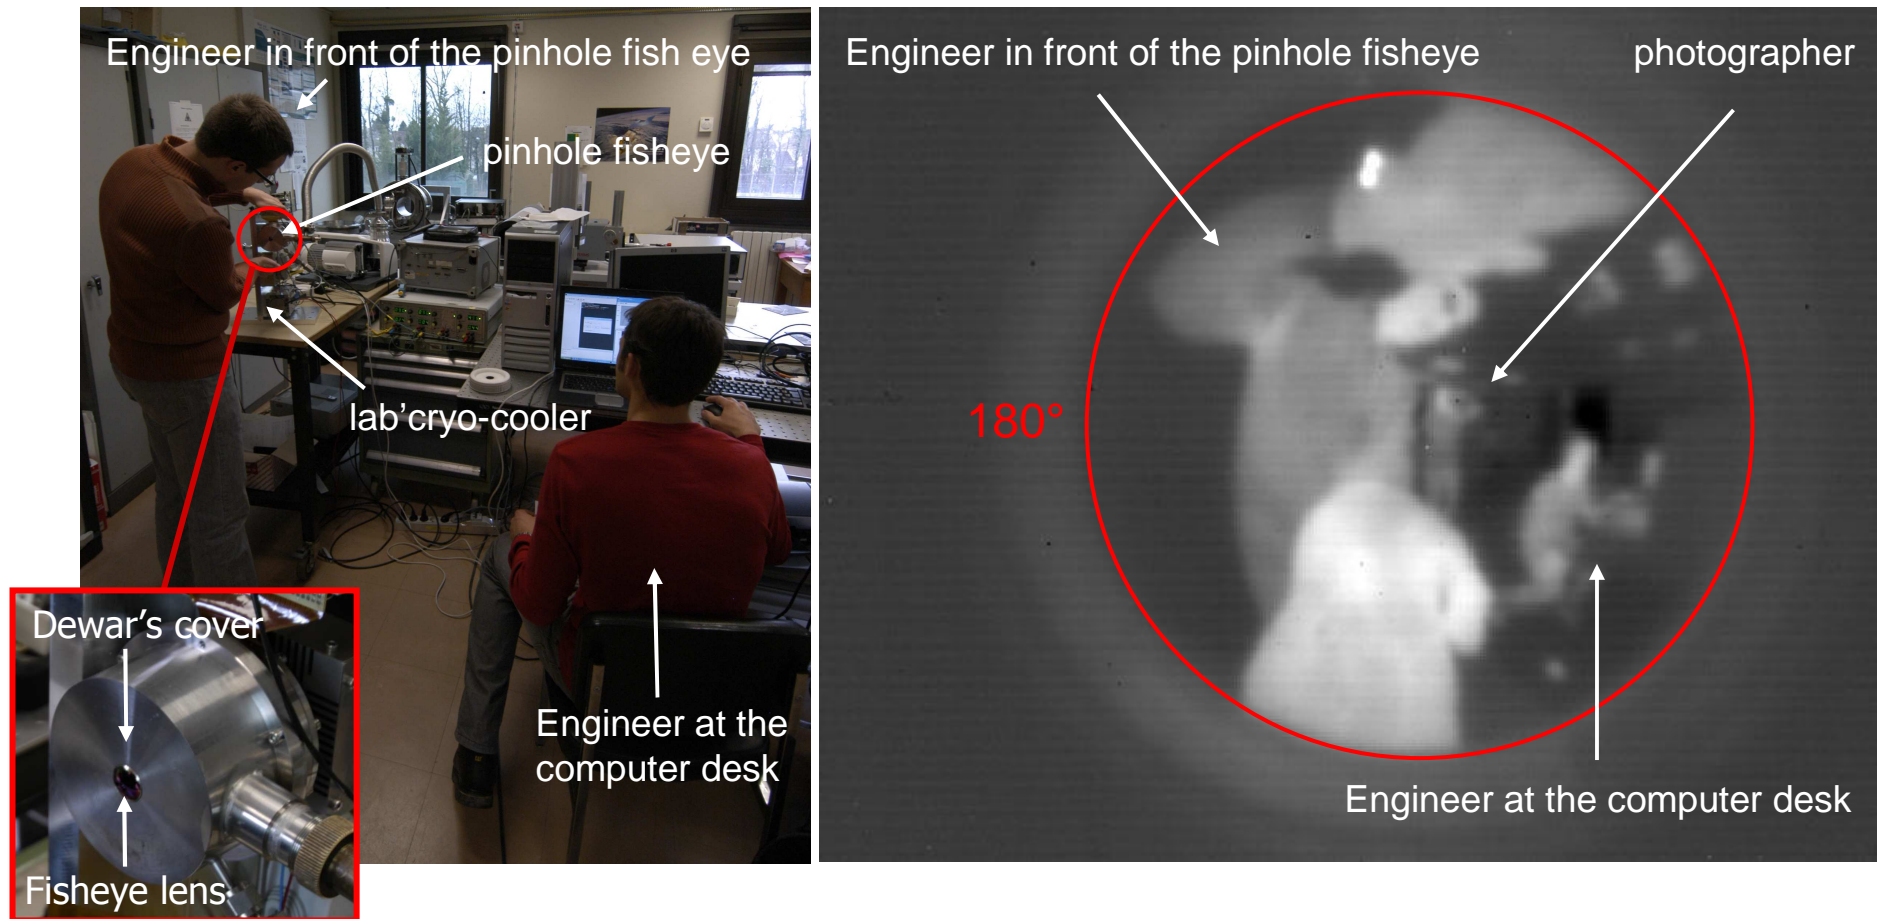 Engineer in front of the pinhole fish eye
pinhole fisheye
lab'cryo-cooler
Engineer at the
computer desk
Dewar's cover
Fisheye lens
Engineer in front of the pinhole fisheye
photographer
180°
Engineer at the computer desk